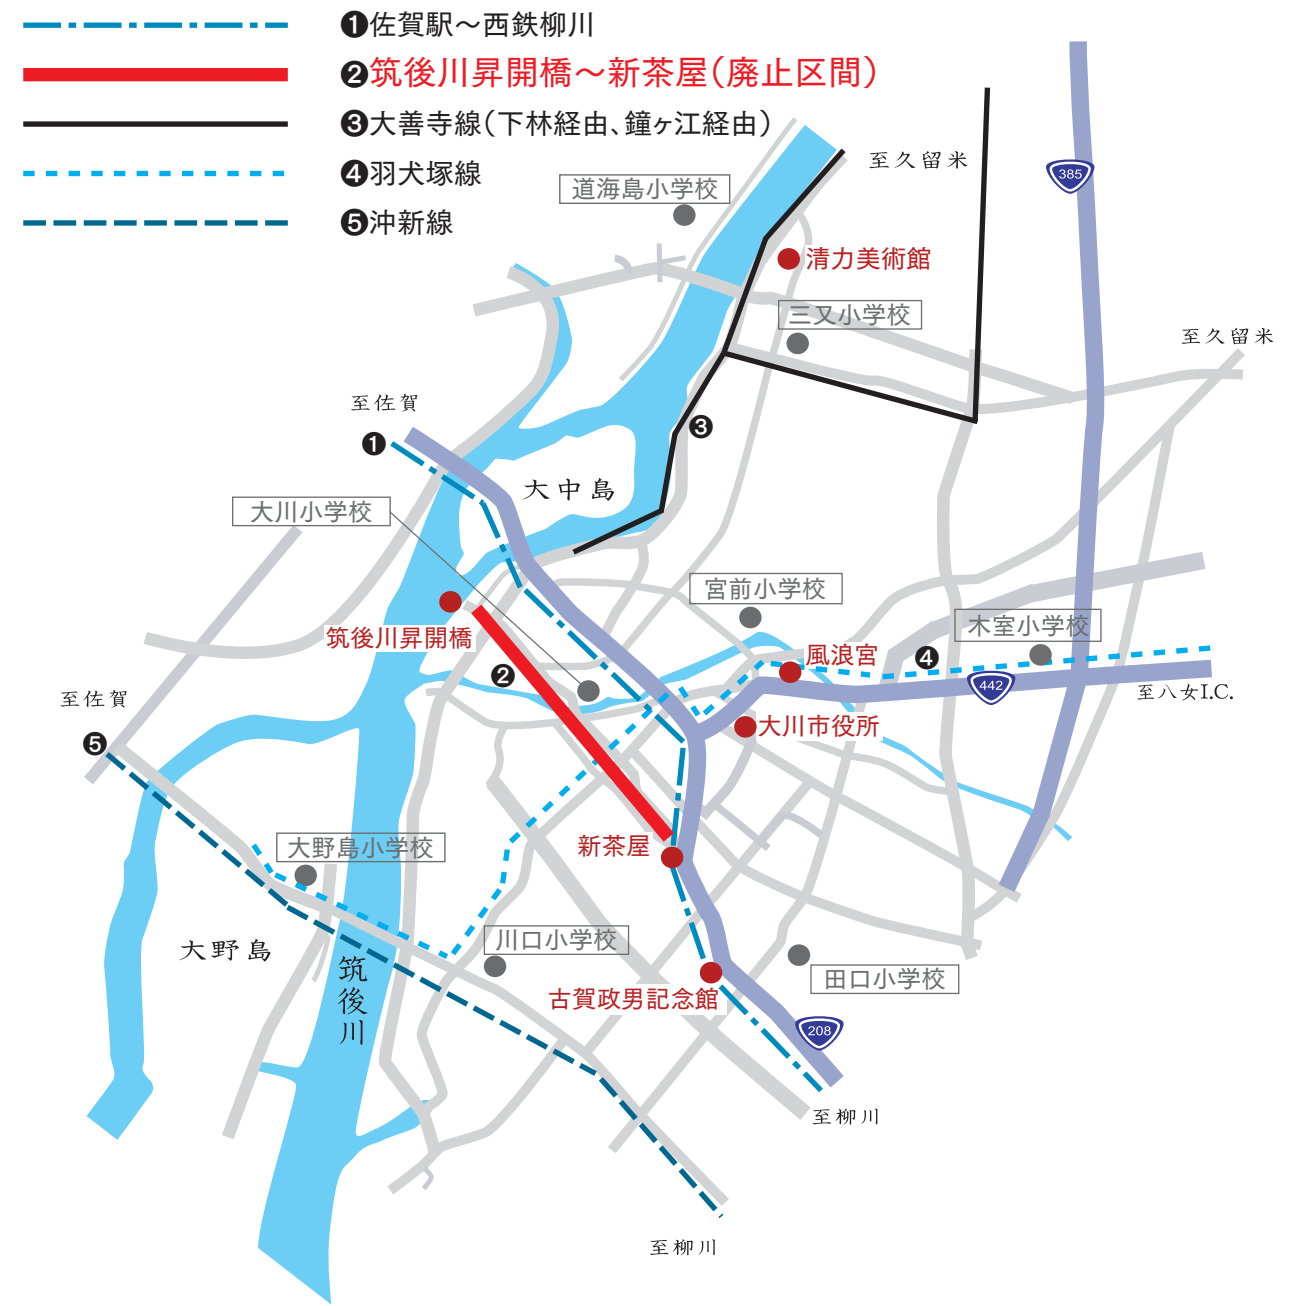 ❶佐賀駅～西鉄柳川
❷筑後川昇開橋～新茶屋(廃止区間)
❸大善寺線(下林経由、鐘ヶ江経由)
❹羽犬塚線
❺沖新線
至久留米
385
道海島小学校
清力美術館
三又小学校
至久留米
至佐賀
❶
❸
大中島
大川小学校
宮前小学校
筑後川昇開橋
木室小学校
風浪宮
❹
❷
442
至八女I.C.
至佐賀
大川市役所
❺
新茶屋
大野島小学校
川口小学校
大野島
筑後川
田口小学校
古賀政男記念館
208
至柳川
至柳川